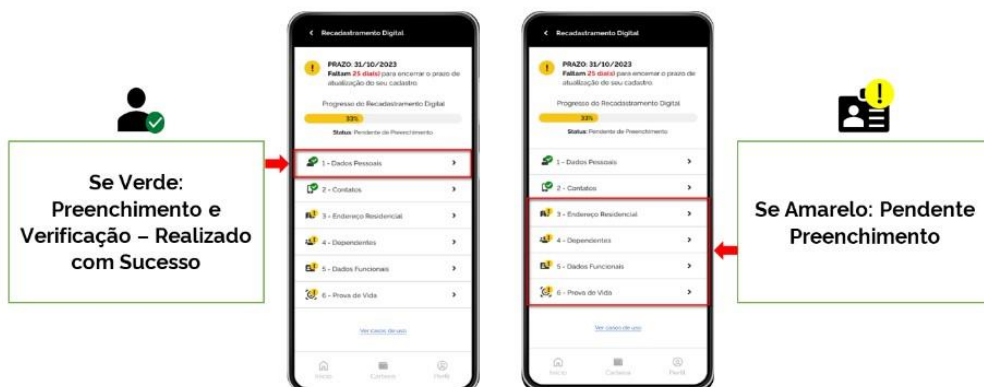 Se Verde:
Preenchimento e
Verificação – Realizado
com Sucesso
Recadastramento Digital
PRAZO: 31/10/2023
Faltam 25 dia(s) para encerrar o prazo de
atualização do seu cadastro.
Progresso do Recadastramento Digital
33%
Status: Pendente de Preenchimento
1 - Dados Pessoais
2 - Contatos
3 - Endereço Residencial
4 - Dependentes
5 - Dados Funcionais
6 - Prova de Vida
Ver casos de uso
Início
Carteira
Perfil
Recadastramento Digital
PRAZO: 31/10/2023
Faltam 25 dia(s) para encerrar o prazo de
atualização do seu cadastro.
Progresso do Recadastramento Digital
33%
Status: Pendente de Preenchimento
1 - Dados Pessoais
2 - Contatos
3 - Endereço Residencial
4 - Dependentes
5 - Dados Funcionais
6 - Prova de Vida
Ver casos de uso
Início
Carteira
Perfil
Se Amarelo: Pendente
Preenchimento